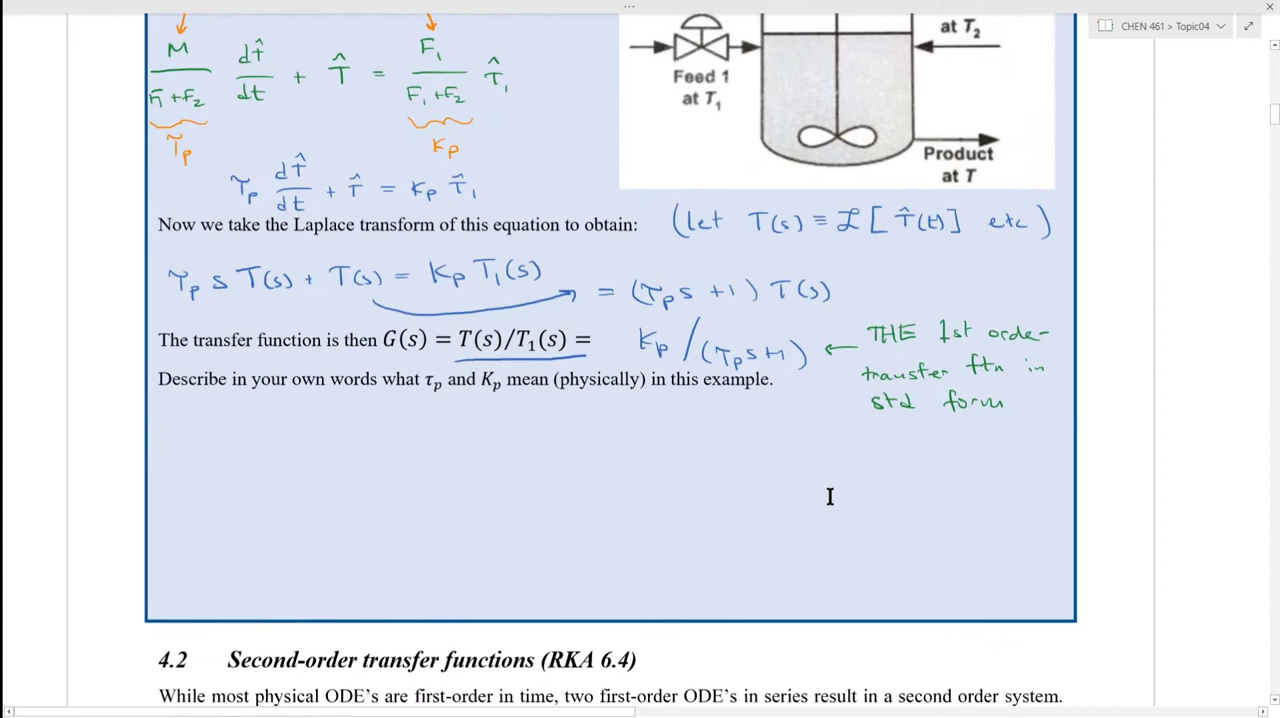 CHEN 461 > Topic04
M/(F₁+F₂) dT̂/dt + T̂ = F₁/(F₁+F₂) T̂₁
τp
Kp
at T₂
Feed 1
at T₁
Product
at T
τp dT̂/dt + T̂ = Kp T̂₁
Now we take the Laplace transform of this equation to obtain: (let T(s) ≡ ℒ[T̂(t)] etc)
τp s T(s) + T(s) = Kp T₁(s)
= (τp s + 1) T(s)
The transfer function is then G(s) = T(s)/T₁(s) = Kp/(τp s+1) ← THE 1st order
transfer ftn in
std form
Describe in your own words what τp and Kp mean (physically) in this example.
4.2 Second-order transfer functions (RKA 6.4)
While most physical ODE's are first-order in time, two first-order ODE's in series result in a second order system.